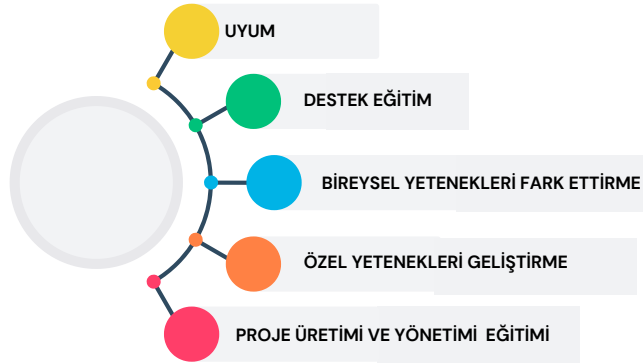 UYUM
DESTEK EĞİTİM
BİREYSEL YETENEKLERİ FARK ETTİRME
ÖZEL YETENEKLERİ GELİŞTİRME
PROJE ÜRETİMİ VE YÖNETİMİ EĞİTİMİ